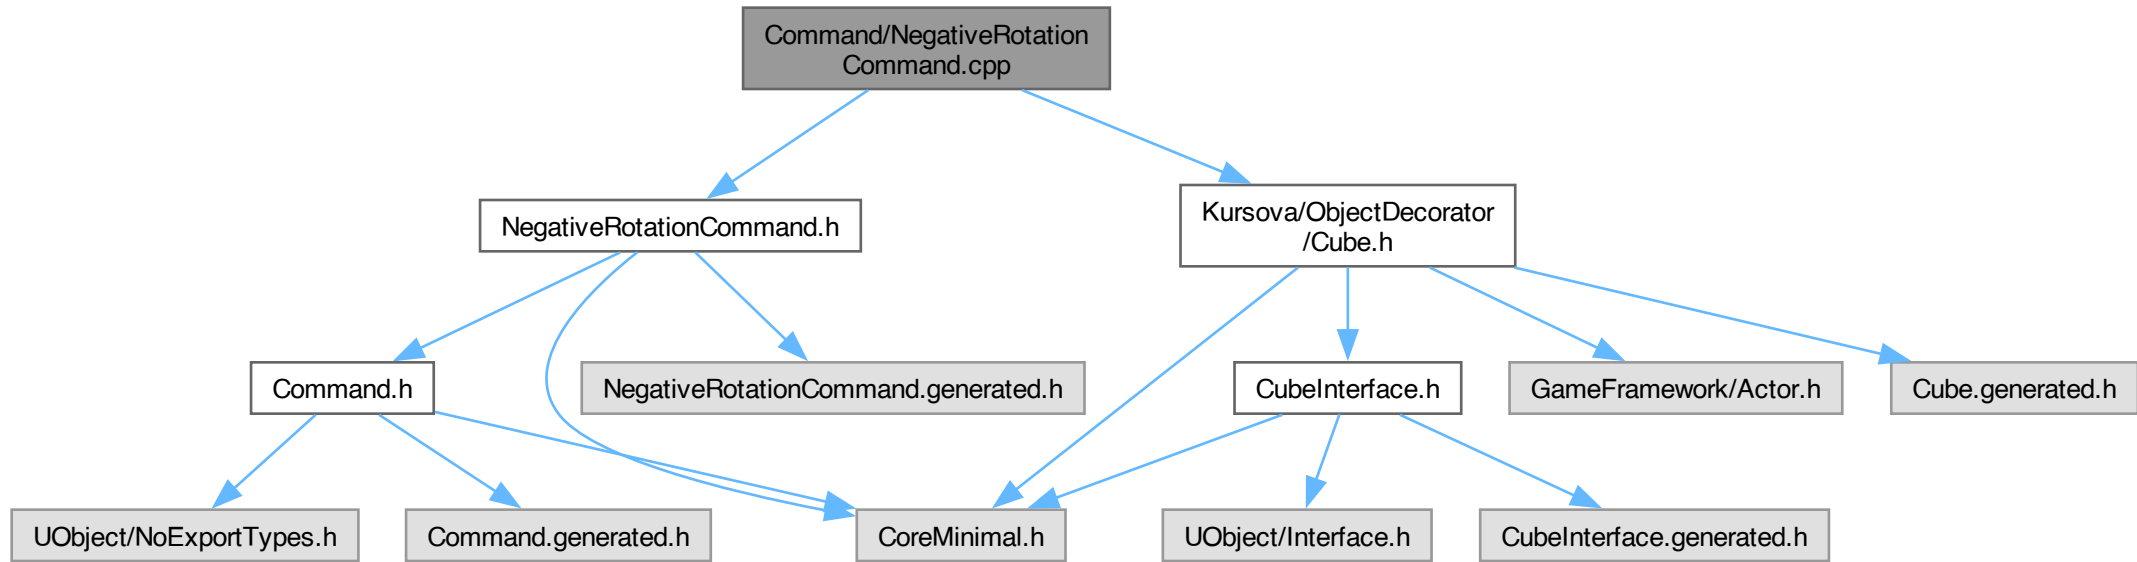 Command/NegativeRotation
Command.cpp
NegativeRotationCommand.h
Kursova/ObjectDecorator
/Cube.h
Command.h
NegativeRotationCommand.generated.h
CubeInterface.h
GameFramework/Actor.h
Cube.generated.h
UObject/NoExportTypes.h
Command.generated.h
CoreMinimal.h
UObject/Interface.h
CubeInterface.generated.h